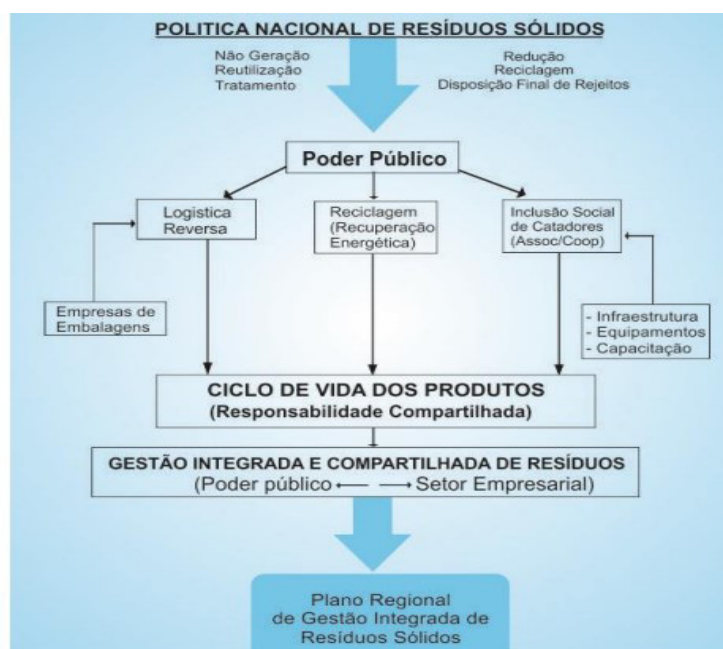 POLITICA NACIONAL DE RESÍDUOS SÓLIDOS
Não Geração
Reutilização
Tratamento
Redução
Reciclagem
Disposição Final de Rejeitos
Poder Público
Logistica
Reversa
Reciclagem
(Recuperação
Energética)
Inclusão Social
de Catadores
(Assoc/Coop)
Empresas de
Embalagens
- Infraestrutura
- Equipamentos
- Capacitação
CICLO DE VIDA DOS PRODUTOS
(Responsabilidade Compartilhada)
GESTÃO INTEGRADA E COMPARTILHADA DE RESÍDUOS
(Poder público ←— —→ Setor Empresarial)
Plano Regional
de Gestão Integrada de
Resíduos Sólidos